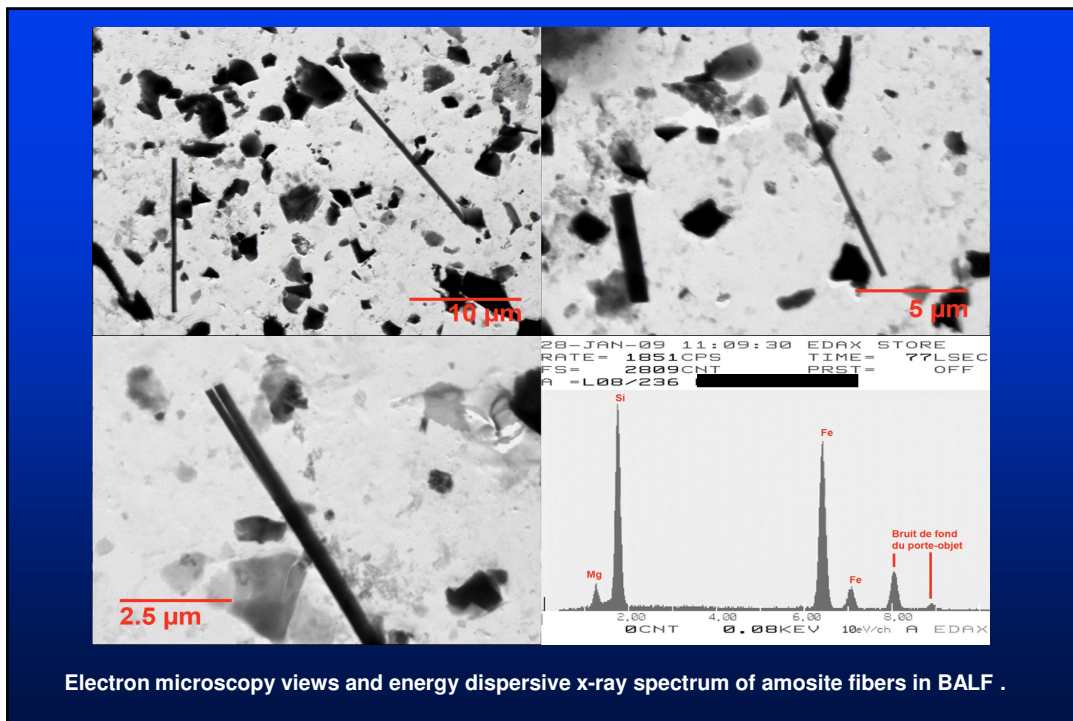 10 µm
5 µm
2.5 µm
28-JAN-09 11:09:30 EDAX STORE
RATE= 1851CPS TIME= 77LSEC
FS= 2809CNT PRST= OFF
A =L08/236
Si
Fe
Bruit de fond
du porte-objet
Mg
Fe
2.00 4.00 6.00 8.00
0CNT 0.08KEV 10eV/ch A EDAX
Electron microscopy views and energy dispersive x-ray spectrum of amosite fibers in BALF .